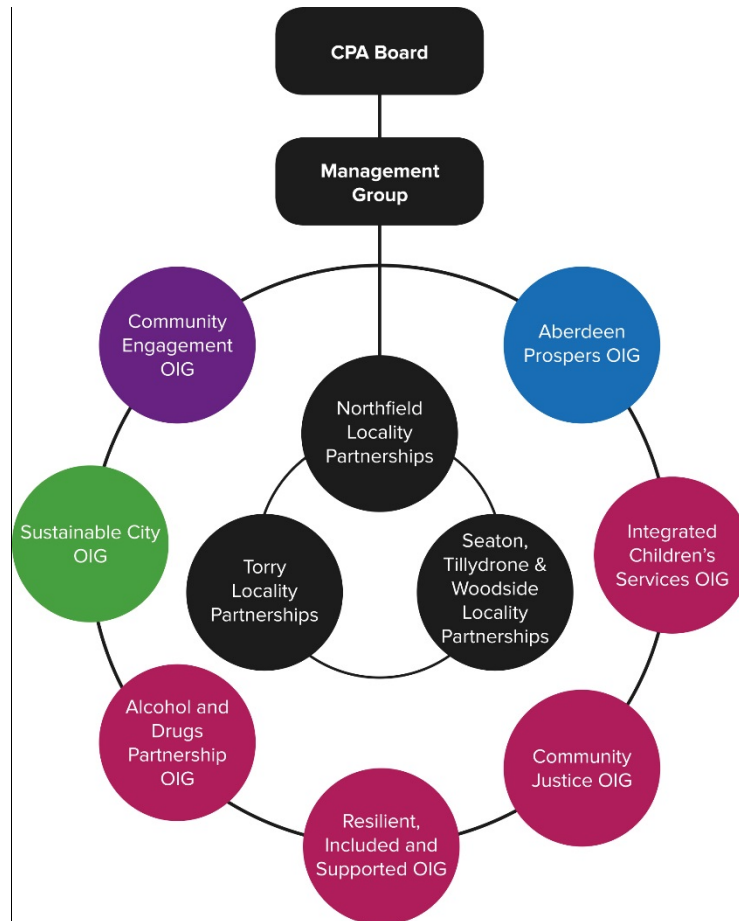 CPA Board
Management
Group
Community
Engagement
OIG
Aberdeen
Prospers OIG
Northfield
Locality
Partnerships
Sustainable City
OIG
Integrated
Children’s
Services OIG
Torry
Locality
Partnerships
Seaton,
Tillydrone &
Woodside
Locality
Partnerships
Alcohol and
Drugs
Partnership
OIG
Community
Justice OIG
Resilient,
Included and
Supported OIG